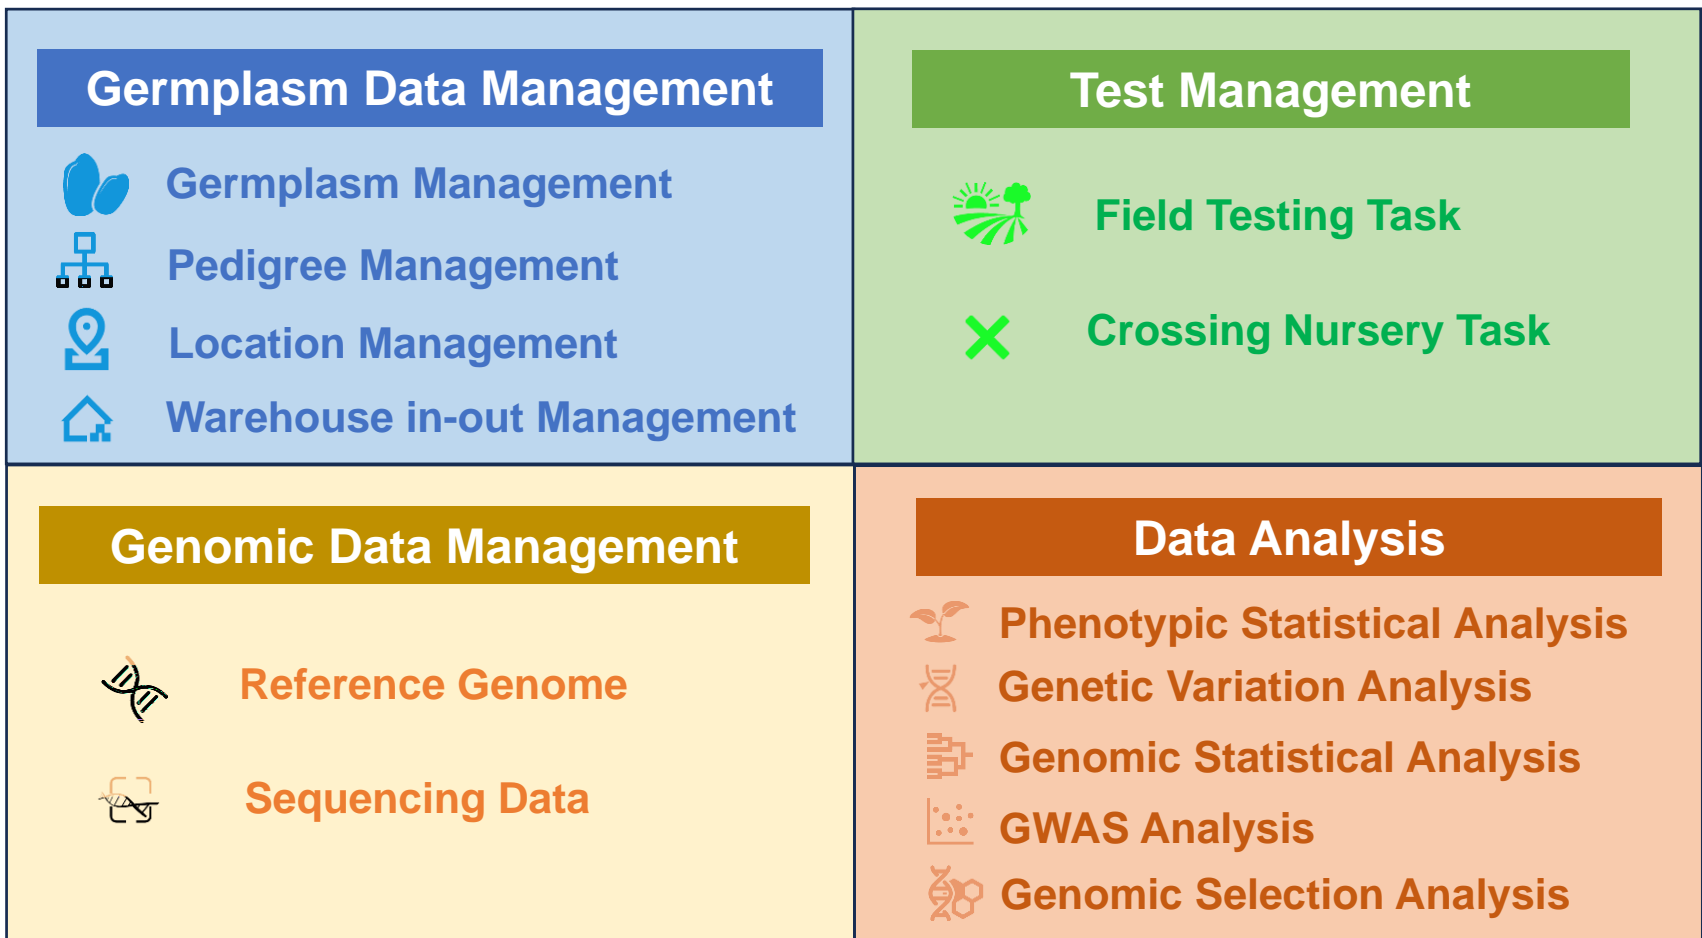 Germplasm Data Management
Germplasm Management
Pedigree Management
Location Management
Warehouse in-out Management
Test Management
Field Testing Task
Crossing Nursery Task
Genomic Data Management
Reference Genome
Sequencing Data
Data Analysis
Phenotypic Statistical Analysis
Genetic Variation Analysis
Genomic Statistical Analysis
GWAS Analysis
Genomic Selection Analysis